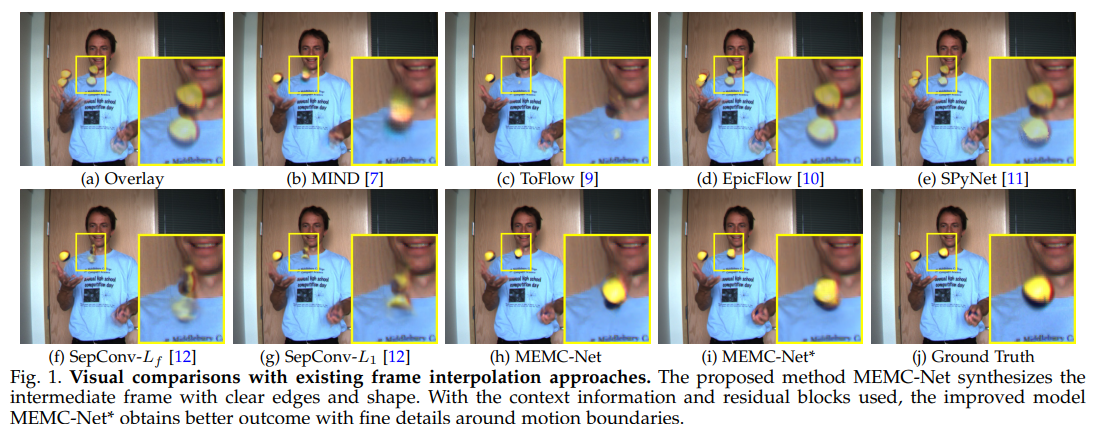 (a) Overlay
(b) MIND [7]
(c) ToFlow [9]
(d) EpicFlow [10]
(e) SPyNet [11]
(f) SepConv-Lf [12]
(g) SepConv-L1 [12]
(h) MEMC-Net
(i) MEMC-Net*
(j) Ground Truth
Fig. 1. Visual comparisons with existing frame interpolation approaches. The proposed method MEMC-Net synthesizes the
intermediate frame with clear edges and shape. With the context information and residual blocks used, the improved model
MEMC-Net* obtains better outcome with fine details around motion boundaries.